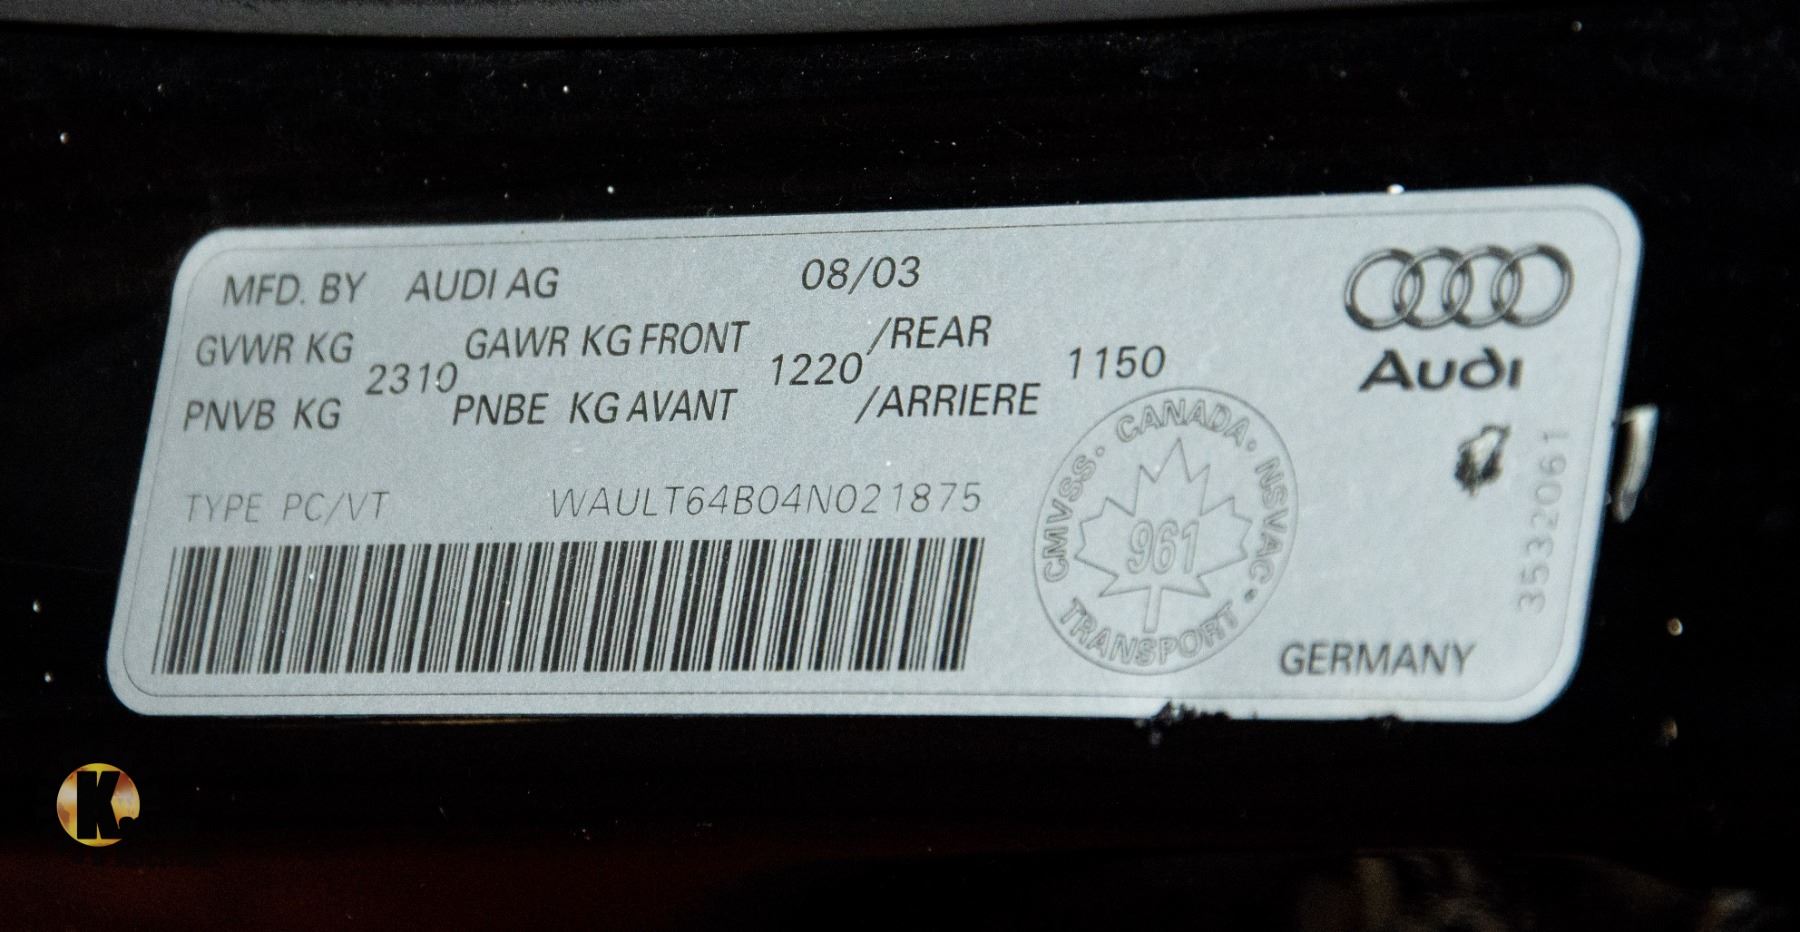 MFD. BY AUDI AG 08/03
GVWR KG 2310 GAWR KG FRONT 1220 /REAR 1150
PNVB KG PNBE KG AVANT /ARRIERE
TYPE PC/VT WAULT64B04N021875
CANADA · NSVAC · TRANSPORT CMVSS ·
961
Audi
3532061
GERMANY
K